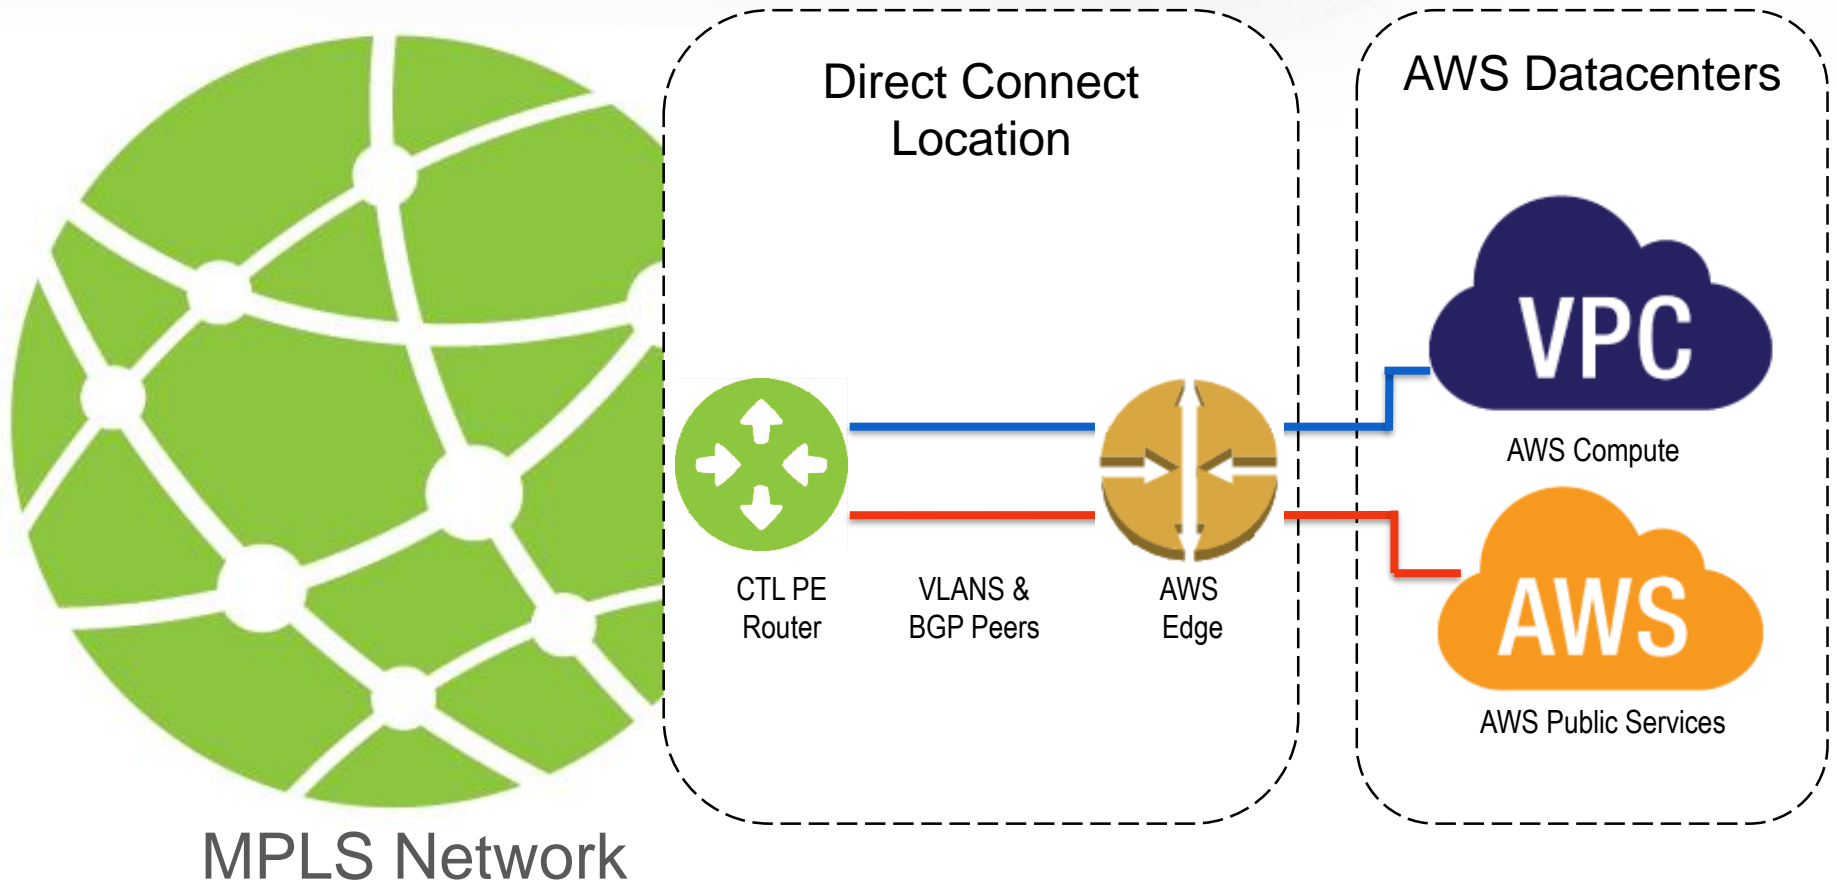 Direct Connect
Location
AWS Datacenters
VPC
AWS Compute
CTL PE
Router
VLANS &
BGP Peers
AWS
Edge
AWS
AWS Public Services
MPLS Network